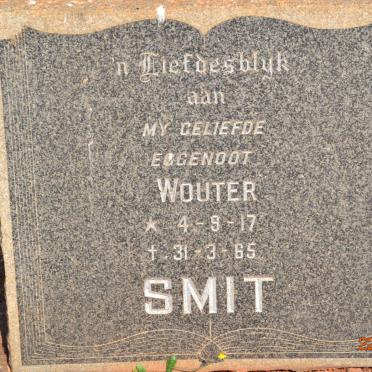 'n Liefdesblyk
aan
MY GELIEFDE
EGGENOOT
WOUTER
* 4-9-17
† 31-3-65
SMIT